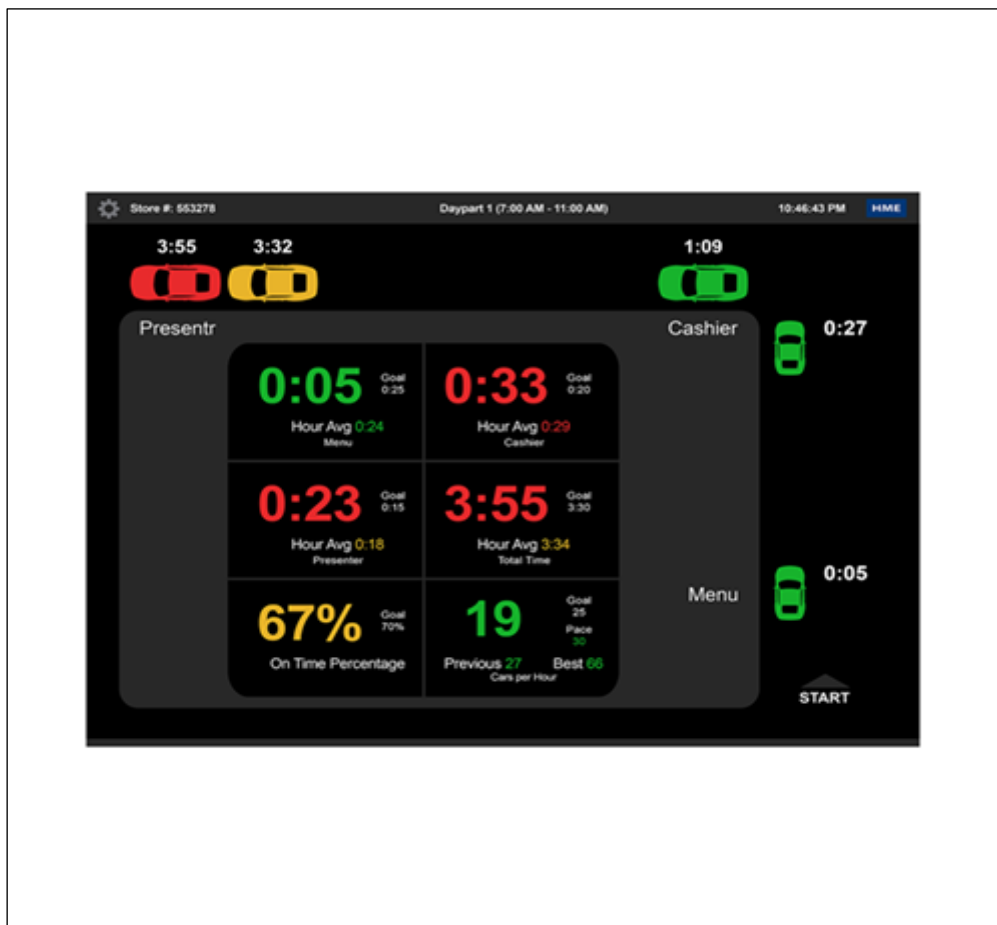 Store #: 553278 Daypart 1 (7:00 AM - 11:00 AM) 10:46:43 PM HME
3:55 3:32 1:09
Presentr Cashier 0:27
0:05 Goal 0:25
Hour Avg 0:24
Menu
0:33 Goal 0:20
Hour Avg 0:29
Cashier
0:23 Goal 0:15
Hour Avg 0:18
Presenter
3:55 Goal 3:30
Hour Avg 3:34
Total Time
67% Goal 70%
On Time Percentage
19 Goal 25
Pace 30
Previous 27 Best 66
Cars per Hour
Menu 0:05
START